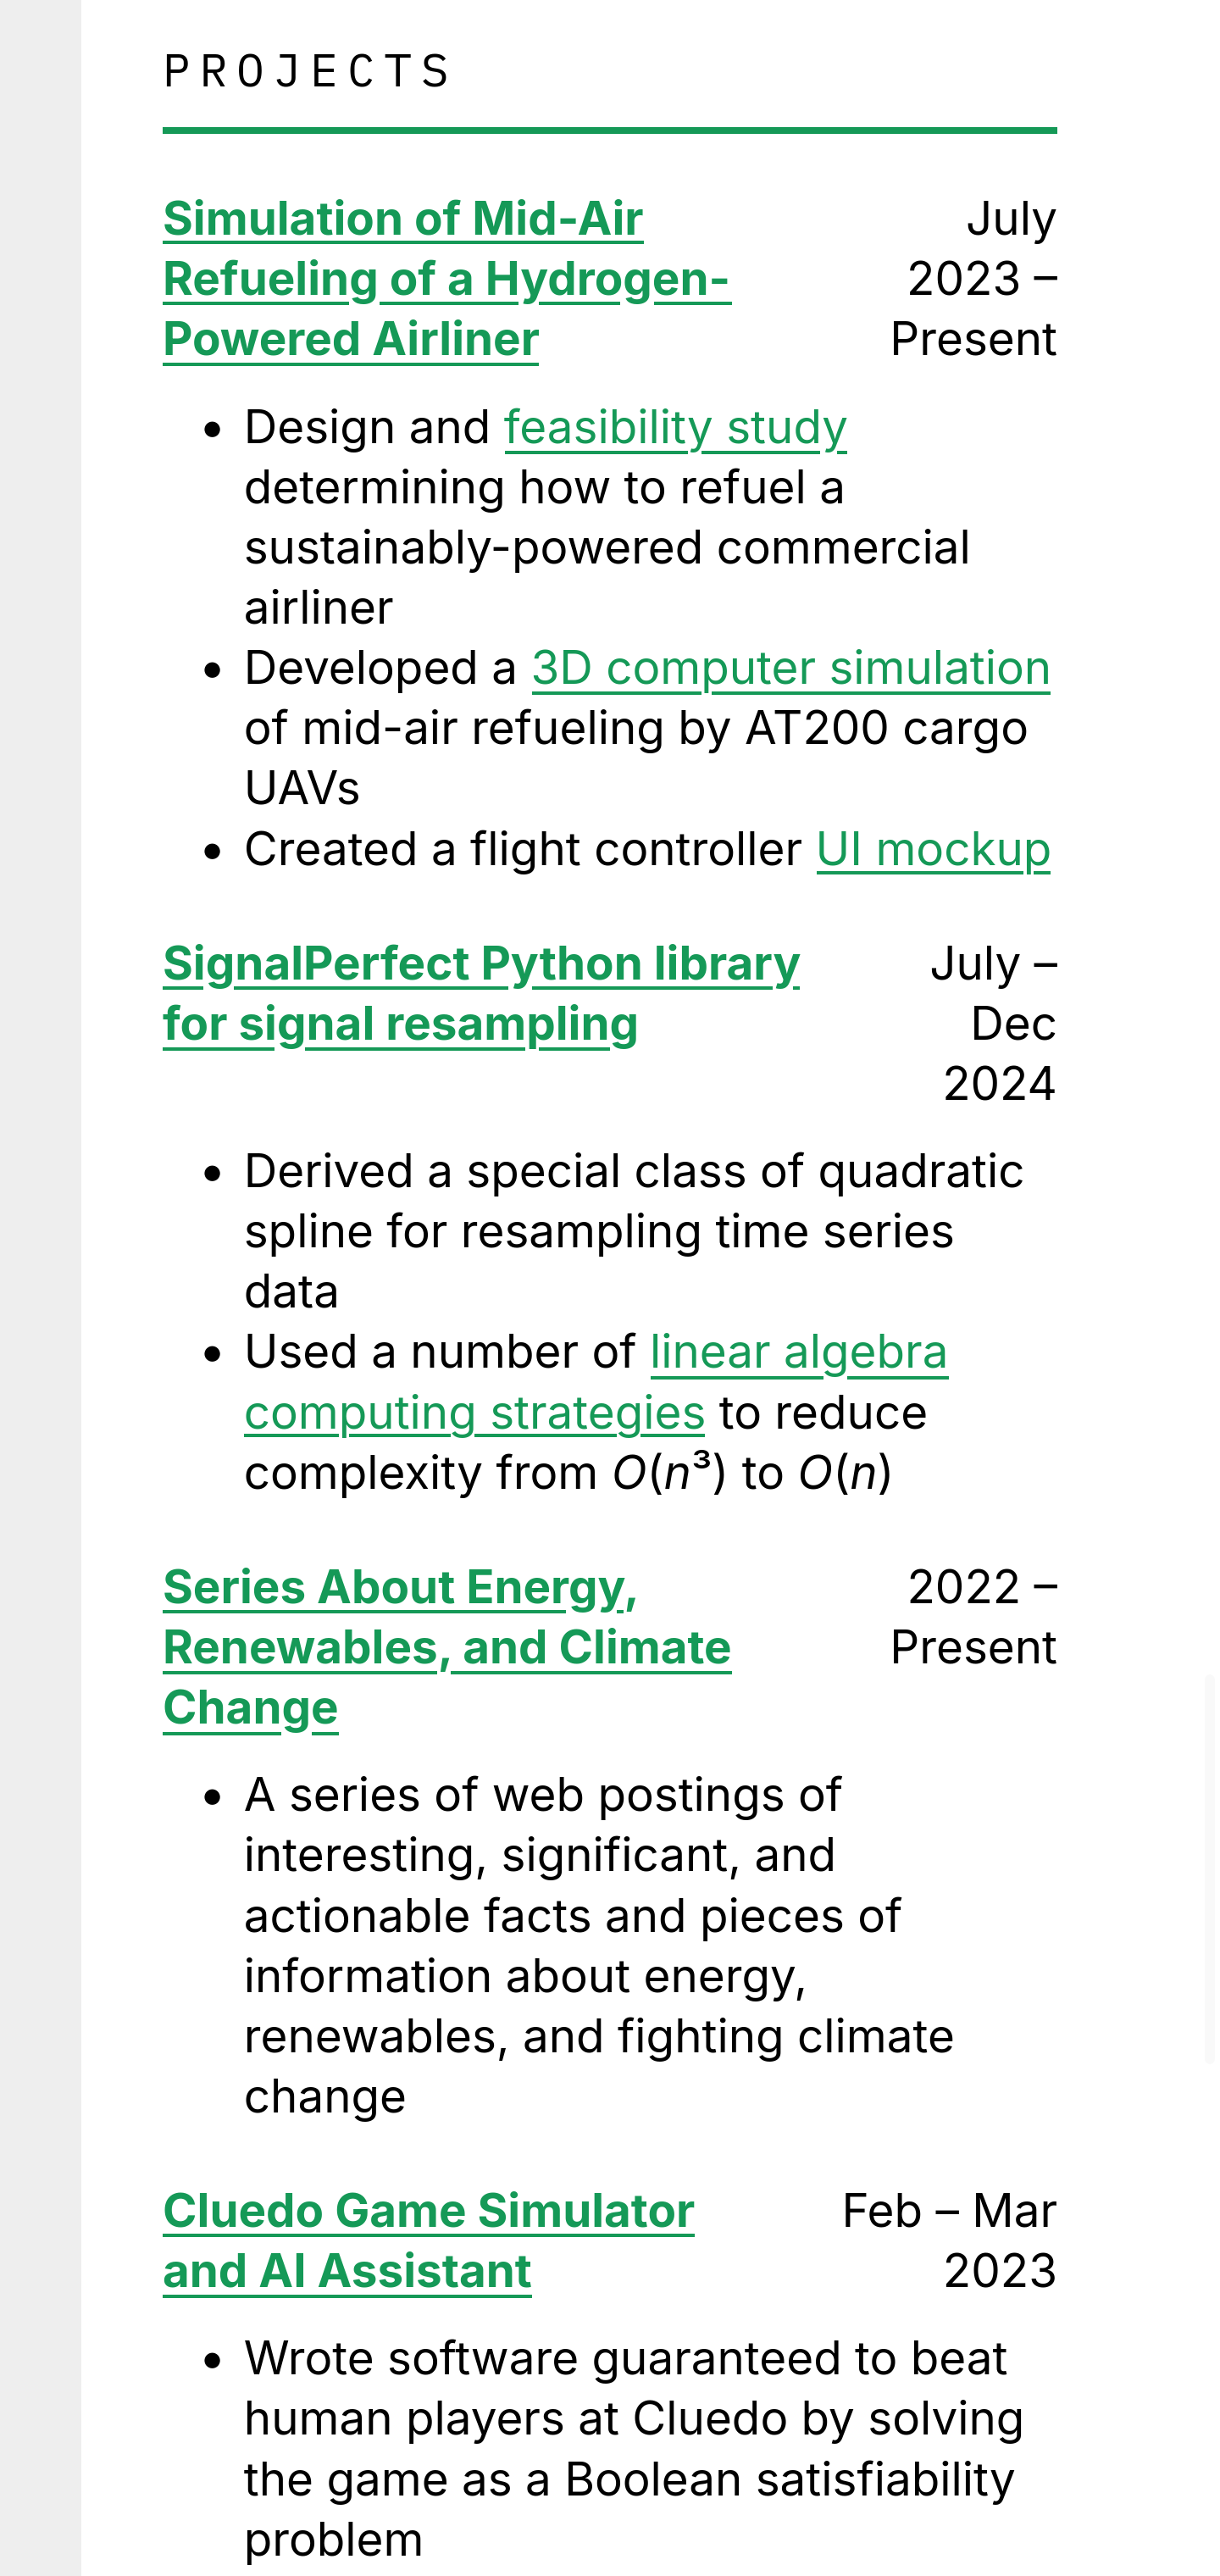 PROJECTS
Simulation of Mid-Air
Refueling of a Hydrogen-
Powered Airliner
July
2023 –
Present
• Design and feasibility study
determining how to refuel a
sustainably-powered commercial
airliner
• Developed a 3D computer simulation
of mid-air refueling by AT200 cargo
UAVs
• Created a flight controller UI mockup
SignalPerfect Python library
for signal resampling
July –
Dec
2024
• Derived a special class of quadratic
spline for resampling time series
data
• Used a number of linear algebra
computing strategies to reduce
complexity from O(n³) to O(n)
Series About Energy,
Renewables, and Climate
Change
2022 –
Present
• A series of web postings of
interesting, significant, and
actionable facts and pieces of
information about energy,
renewables, and fighting climate
change
Cluedo Game Simulator
and AI Assistant
Feb – Mar
2023
• Wrote software guaranteed to beat
human players at Cluedo by solving
the game as a Boolean satisfiability
problem